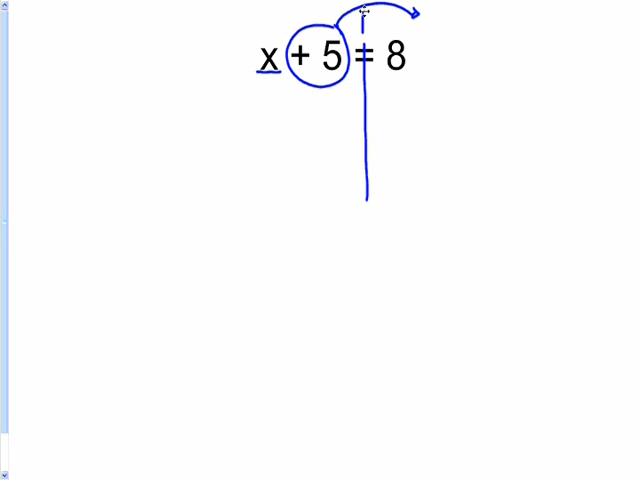 x + 5 = 8